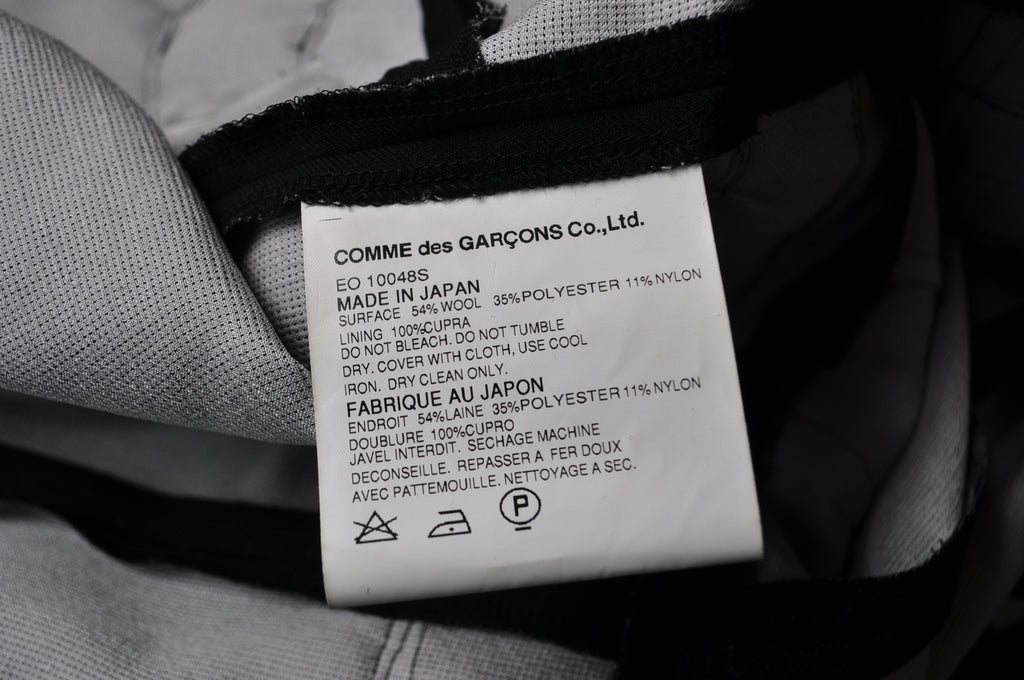 COMME des GARÇONS Co.,Ltd.
EO 10048S
MADE IN JAPAN
SURFACE 54% WOOL 35%POLYESTER 11% NYLON
LINING 100%CUPRA
DO NOT BLEACH. DO NOT TUMBLE
DRY. COVER WITH CLOTH, USE COOL
IRON. DRY CLEAN ONLY.
FABRIQUE AU JAPON
ENDROIT 54%LAINE 35%POLYESTER 11% NYLON
DOUBLURE 100%CUPRO
JAVEL INTERDIT. SECHAGE MACHINE
DECONSEILLE. REPASSER A FER DOUX
AVEC PATTEMOUILLE. NETTOYAGE A SEC.
P